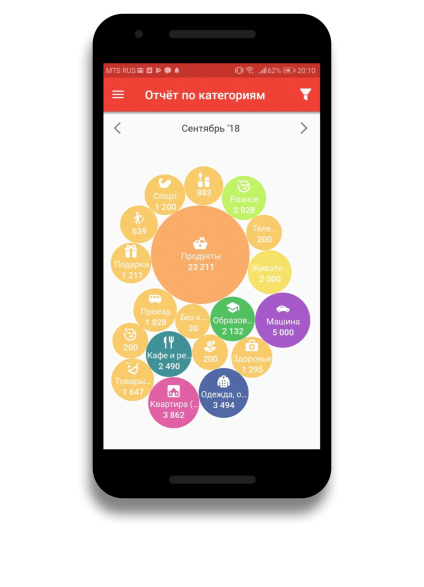 MTS RUS
62%
20:10
Отчёт по категориям
Сентябрь '18
Спорт
1 200
883
Разное
2 028
639
Теле...
200
Подарки
1 211
Продукты
23 211
Животн...
2 000
Проезд
1 828
Без к...
30
Образов...
2 132
Машина
5 000
200
Кафе и ре...
2 490
200
Здоровье
1 295
Товары...
1 647
Квартира (...
3 862
Одежда, о...
3 494